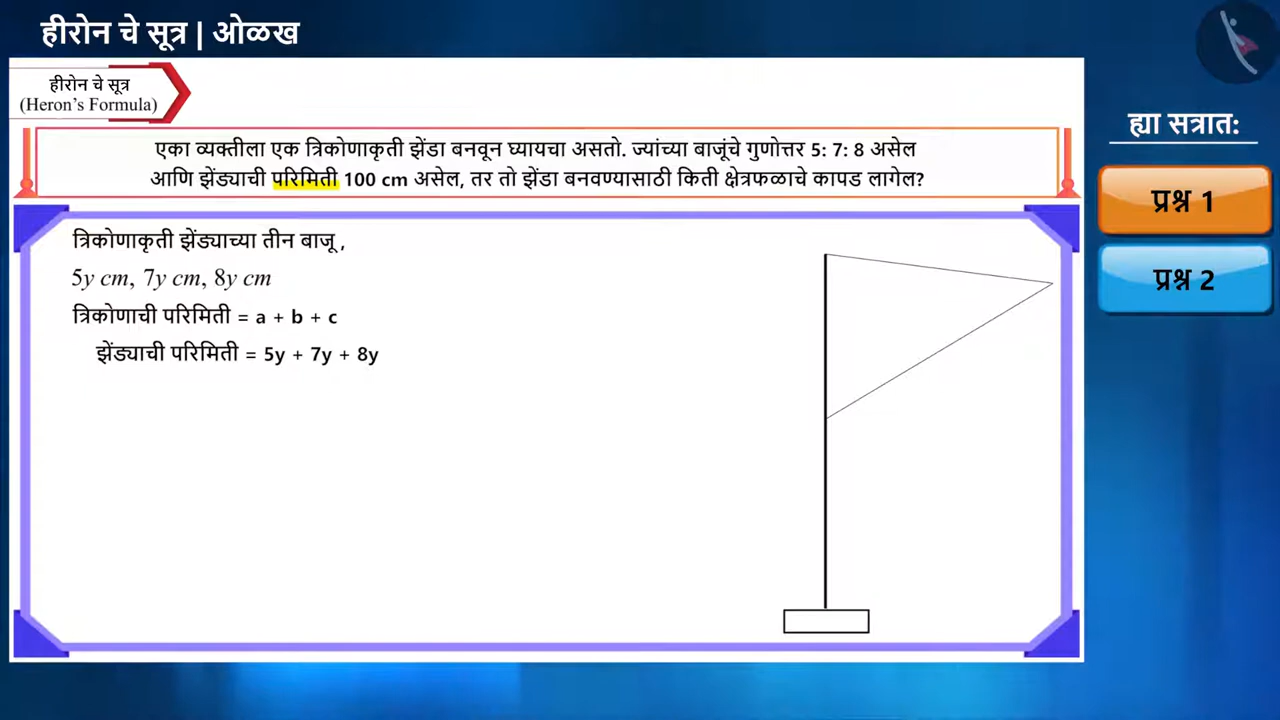 हीरोन चे सूत्र | ओळख
हीरोन चे सूत्र
(Heron's Formula)
एका व्यक्तीला एक त्रिकोणाकृती झेंडा बनवून घ्यायचा असतो. ज्यांच्या बाजूंचे गुणोत्तर 5: 7: 8 असेल
आणि झेंड्याची परिमिती 100 cm असेल, तर तो झेंडा बनवण्यासाठी किती क्षेत्रफळाचे कापड लागेल?
त्रिकोणाकृती झेंड्याच्या तीन बाजू ,
5y cm, 7y cm, 8y cm
त्रिकोणाची परिमिती = a + b + c
झेंड्याची परिमिती = 5y + 7y + 8y
ह्या सत्रात:
प्रश्न 1
प्रश्न 2